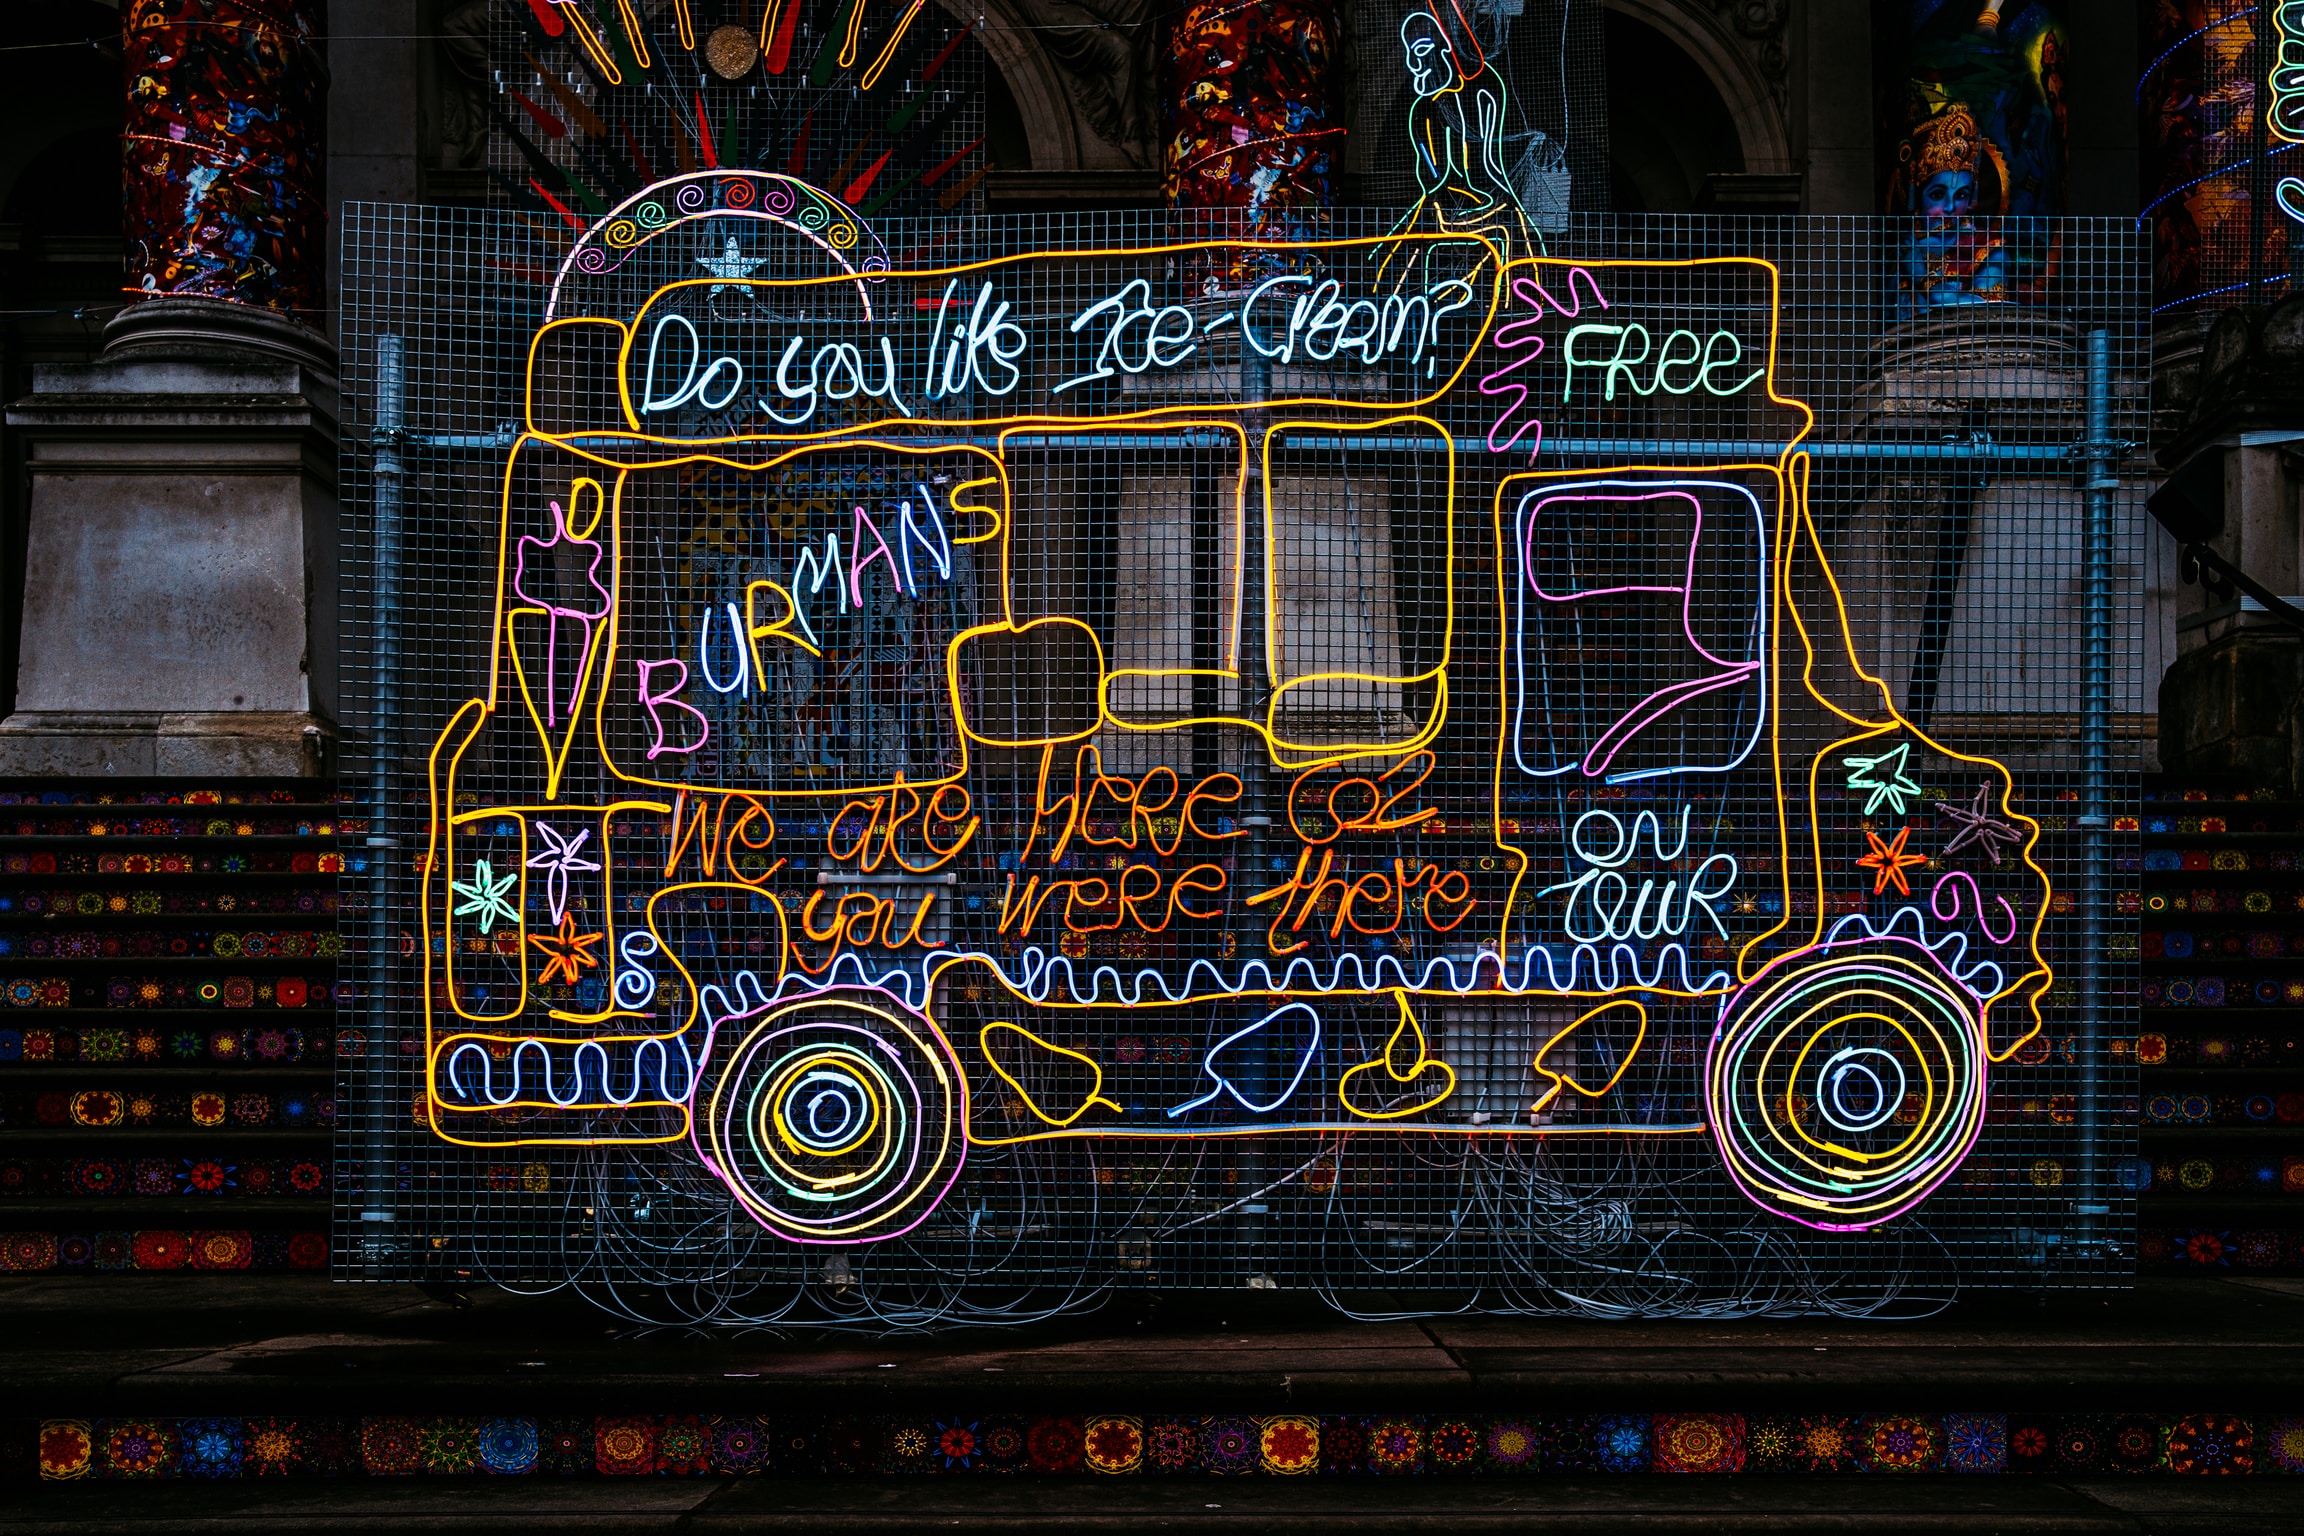 Do you like Ice-Cream?
FREE
BURMANS
We are here coz
you were there
ON
TOUR